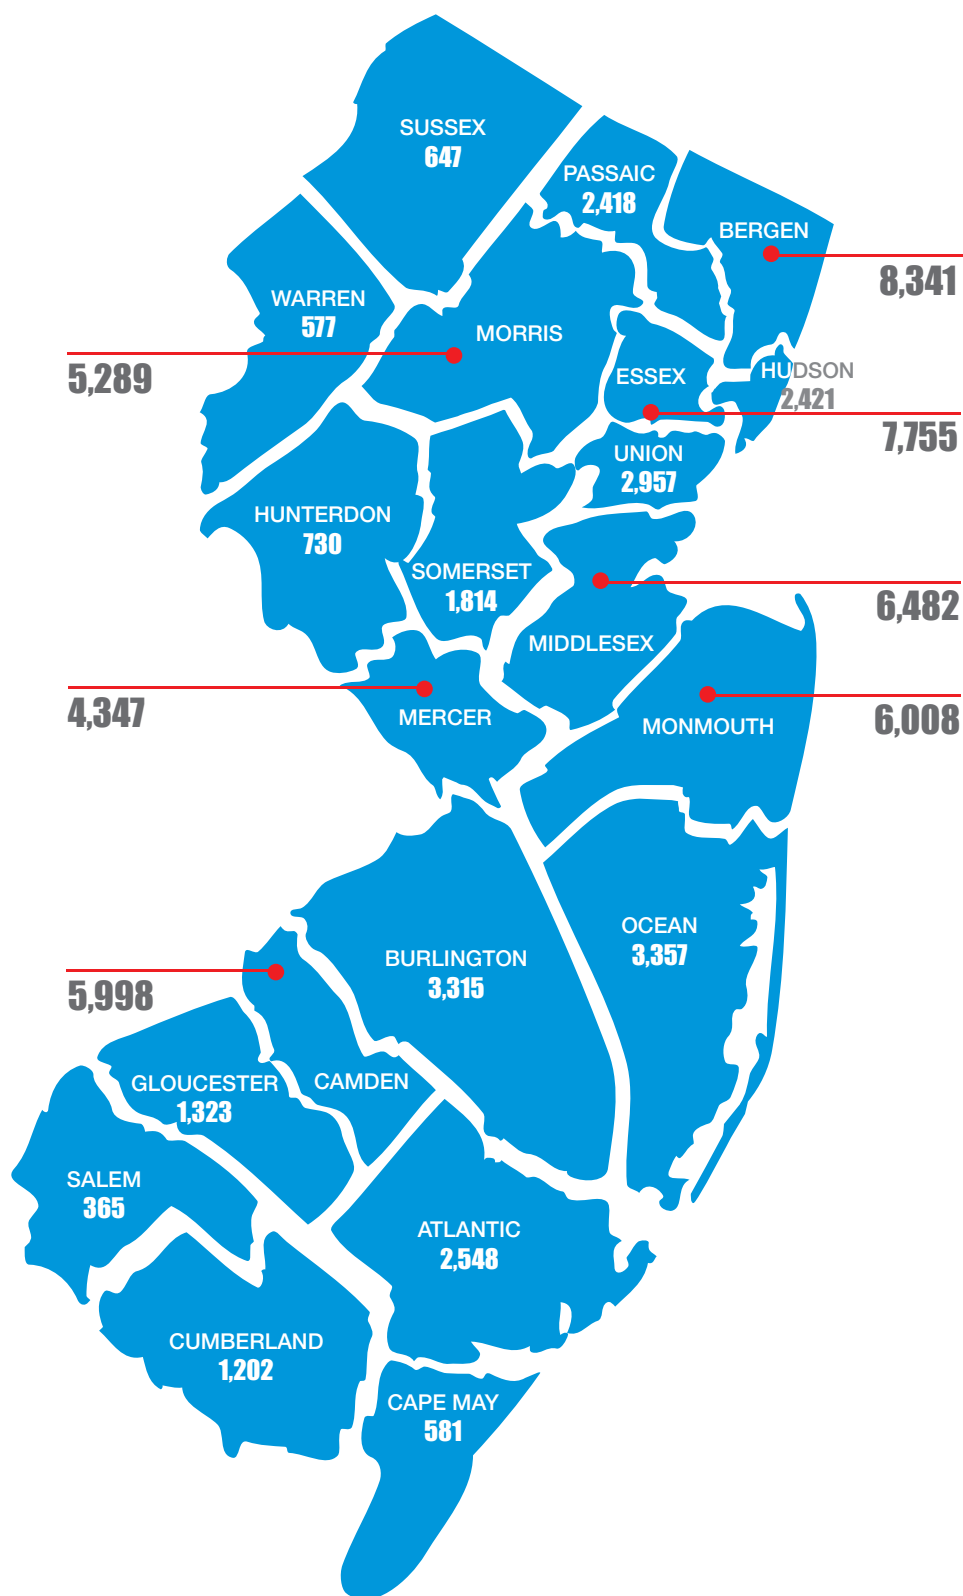 SUSSEX
647
PASSAIC
2,418
BERGEN
8,341
WARREN
577
MORRIS
5,289
ESSEX
HUDSON
2,421
7,755
UNION
2,957
HUNTERDON
730
SOMERSET
1,814
6,482
MIDDLESEX
4,347
MERCER
6,008
MONMOUTH
OCEAN
3,357
BURLINGTON
3,315
5,998
CAMDEN
GLOUCESTER
1,323
SALEM
365
ATLANTIC
2,548
CUMBERLAND
1,202
CAPE MAY
581